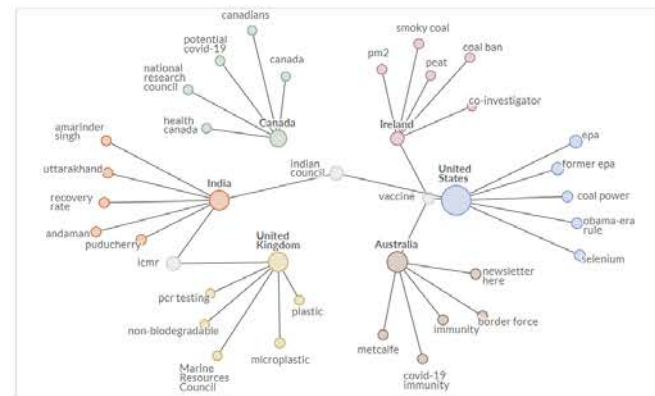 canadians
potential
covid-19
canada
national
research
council
health
canada
Canada
smoky coal
coal ban
pm2
peat
co-investigator
Ireland
amarinder
singh
uttarakhand
recovery
rate
andaman
puducherry
India
indian
council
icmr
vaccine
United
States
epa
former epa
coal power
obama-era
rule
selenium
United
Kingdom
pcr testing
plastic
non-biodegradable
microplastic
Marine
Resources
Council
Australia
newsletter
here
border force
immunity
metcalfe
covid-19
immunity